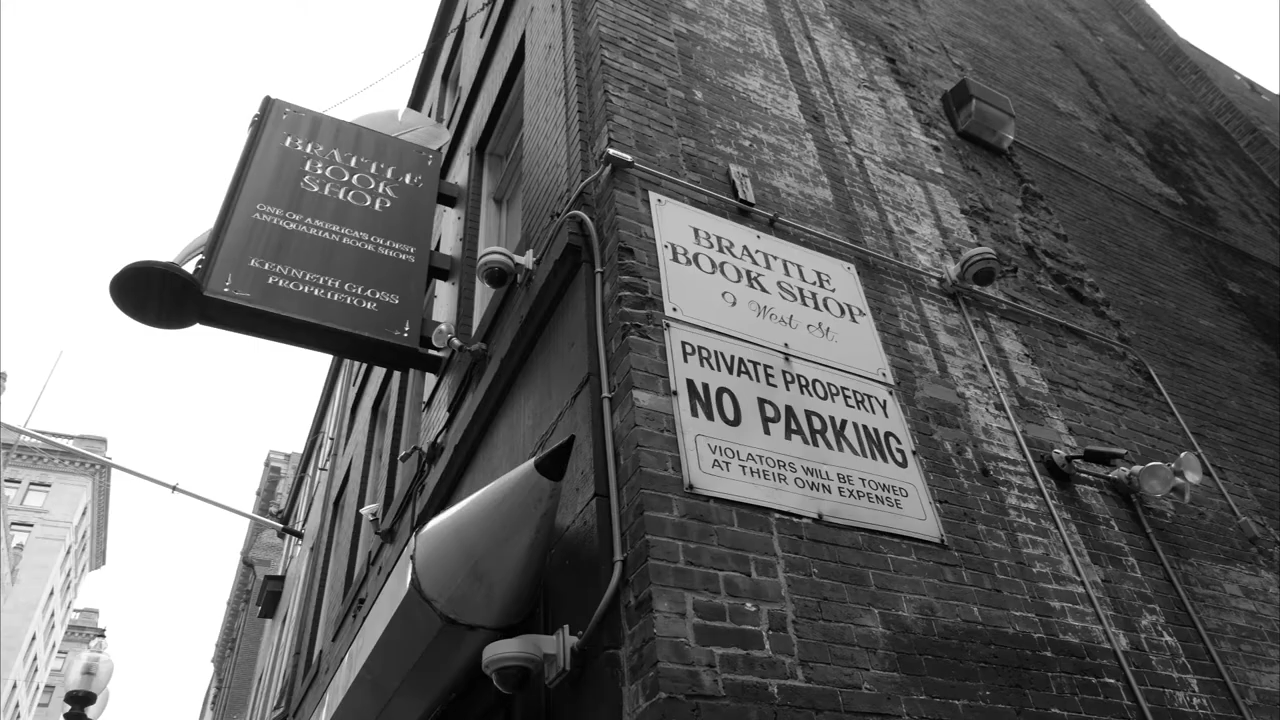 BRATTLE
BOOK
SHOP
ONE OF AMERICA'S OLDEST
ANTIQUARIAN BOOK SHOPS
KENNETH GLOSS
PROPRIETOR
BRATTLE
BOOK SHOP
9 West St.
PRIVATE PROPERTY
NO PARKING
VIOLATORS WILL BE TOWED
AT THEIR OWN EXPENSE